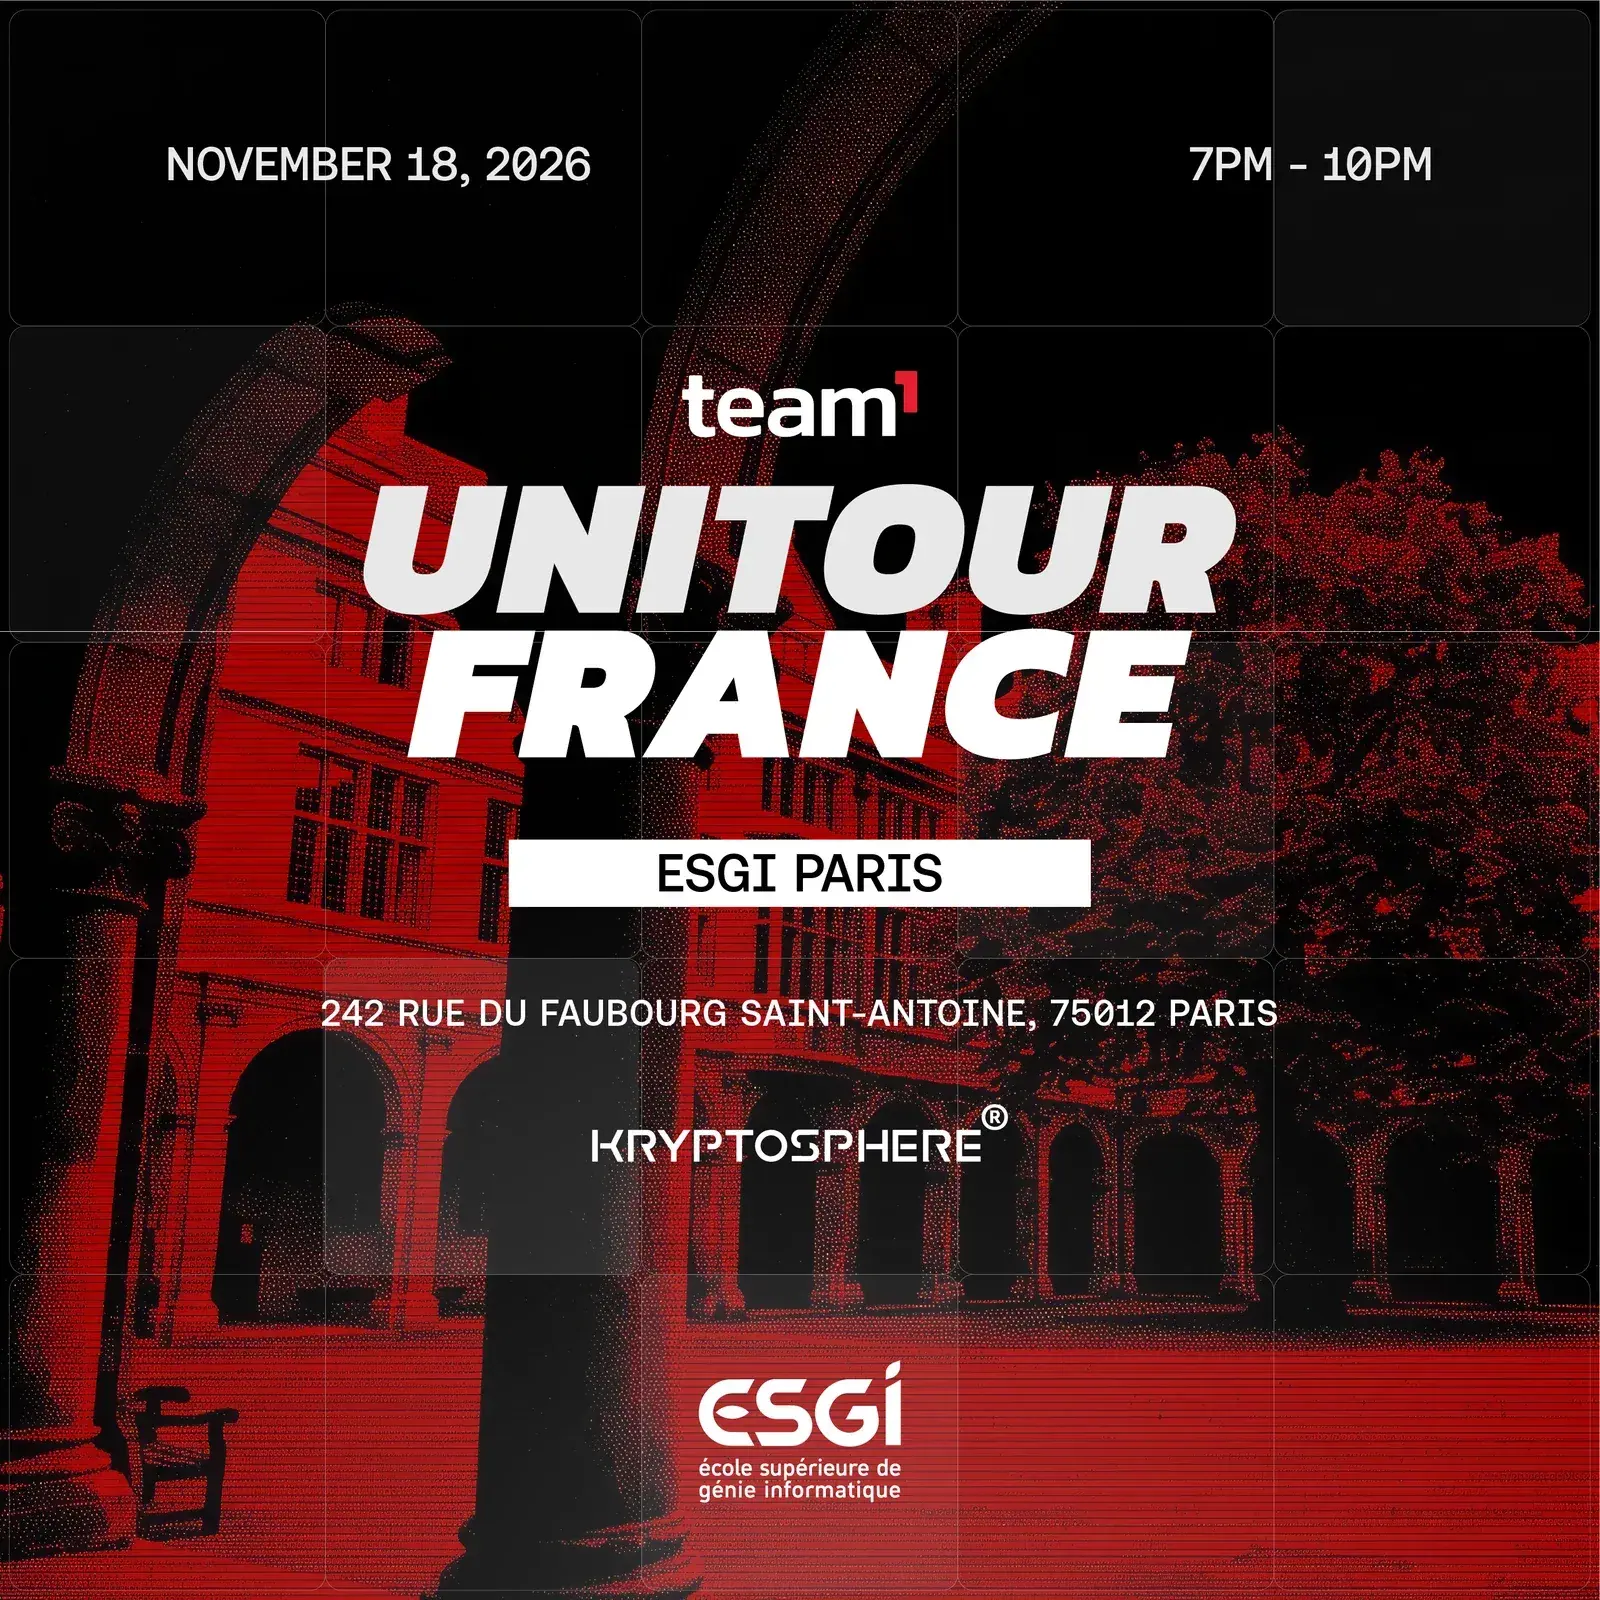 NOVEMBER 18, 2026
7PM - 10PM
team1
UNITOUR
FRANCE
ESGI PARIS
242 RUE DU FAUBOURG SAINT-ANTOINE, 75012 PARIS
KRYPTOSPHERE®
ESGI
école supérieure de
génie informatique